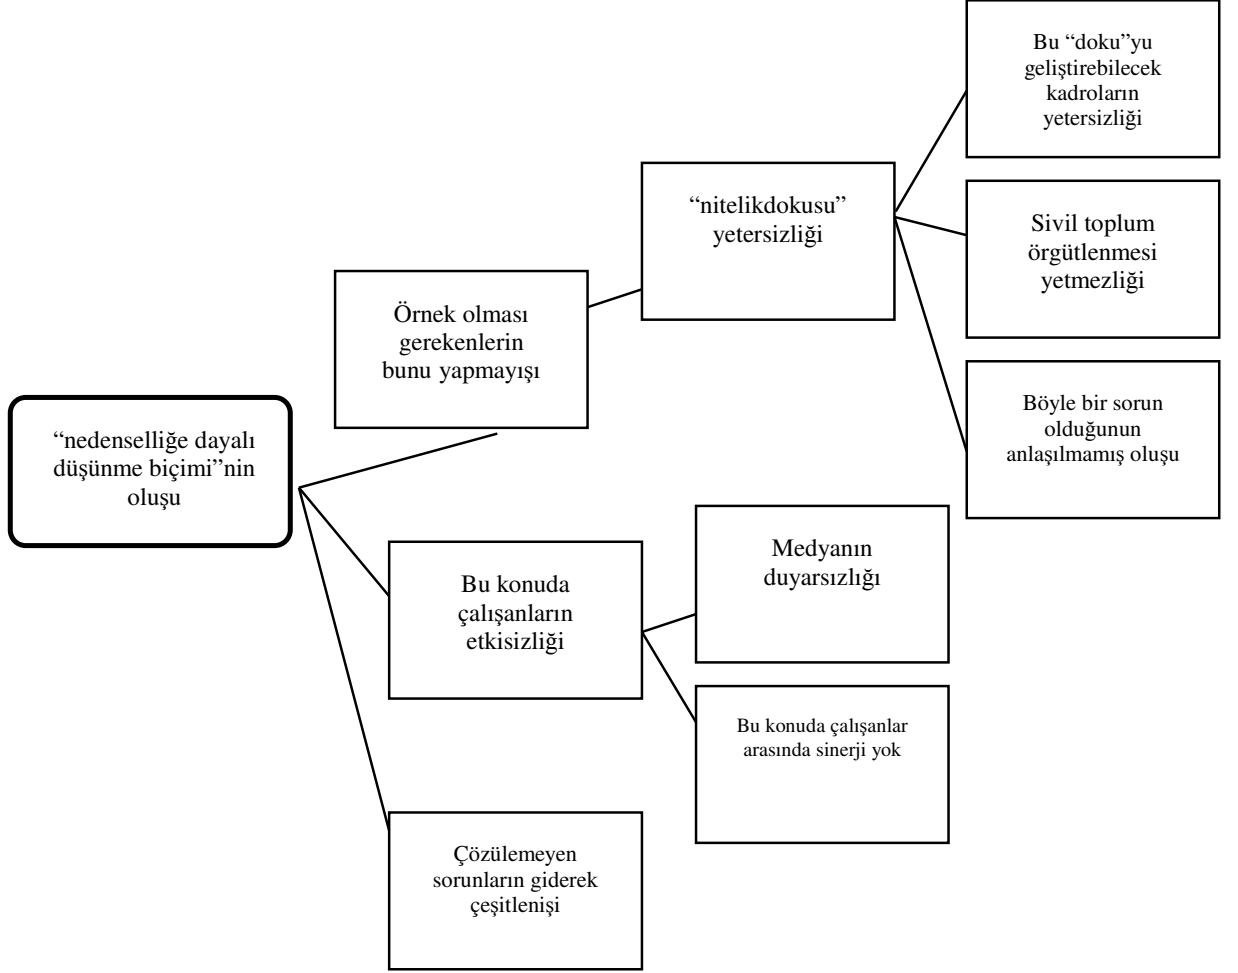 “nedenselliğe dayalı
düşünme biçimi”nin
oluşu
Örnek olması
gerekenlerin
bunu yapmayışı
“nitelikdokusu”
yetersizliği
Bu “doku”yu
geliştirebilecek
kadroların
yetersizliği
Sivil toplum
örgütlenmesi
yetmezliği
Böyle bir sorun
olduğunun
anlaşılmamış oluşu
Bu konuda
çalışanların
etkisizliği
Medyanın
duyarsızlığı
Bu konuda çalışanlar
arasında sinerji yok
Çözülemeyen
sorunların giderek
çeşitlenişi